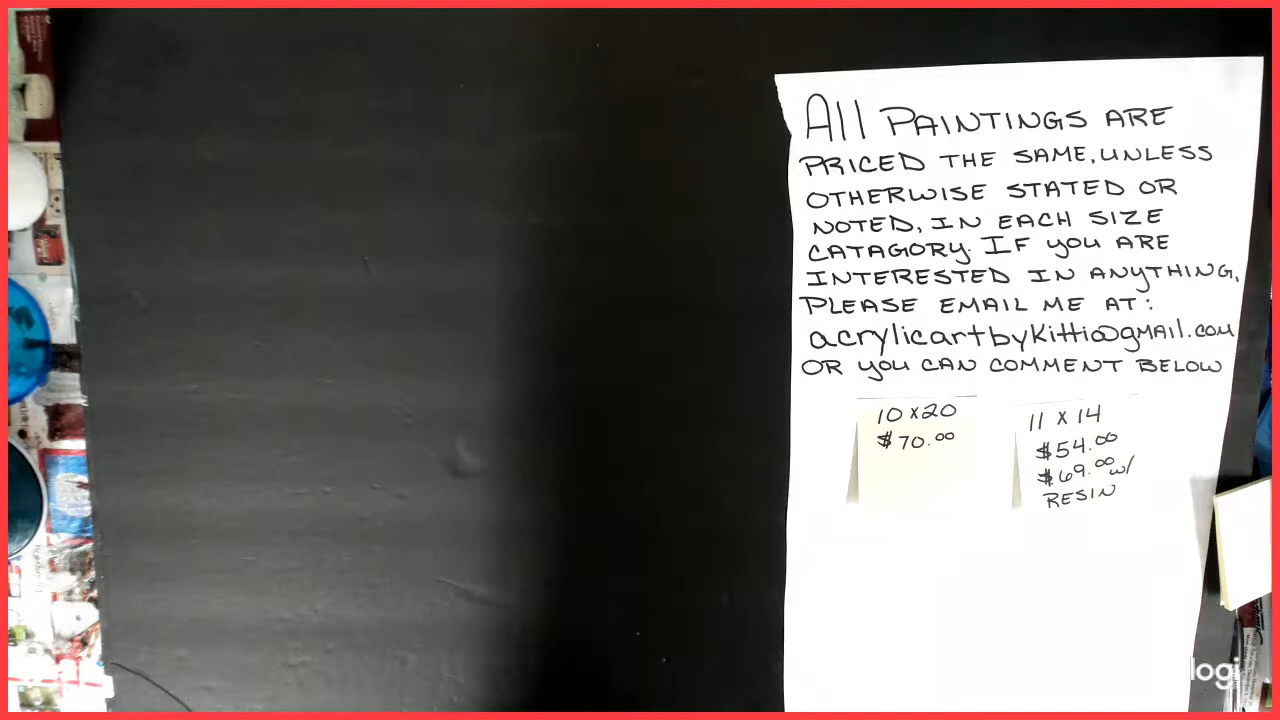 All PAINTINGS ARE
PRICED THE SAME, UNLESS
OTHERWISE STATED OR
NOTED, IN EACH SIZE
CATAGORY. IF YOU ARE
INTERESTED IN ANYTHING,
PLEASE EMAIL ME AT:
acrylicartbykitti@gmail.com
OR YOU CAN COMMENT BELOW
10 X 20
$70.00
11 X 14
$54.00
$69.00 w/
RESIN
logi